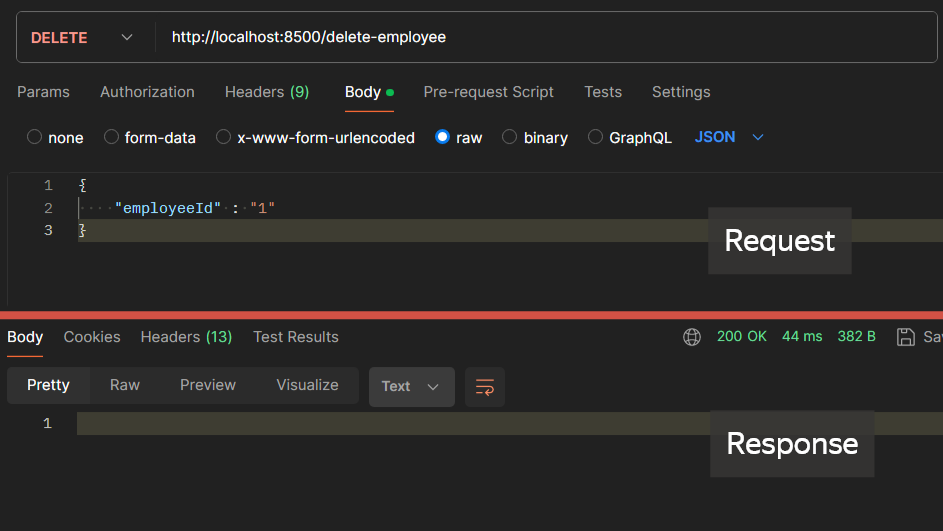 DELETE http://localhost:8500/delete-employee
Params Authorization Headers (9) Body Pre-request Script Tests Settings
none form-data x-www-form-urlencoded raw binary GraphQL JSON
1 {
2 "employeeId" : "1"
3 }
Request
Body Cookies Headers (13) Test Results 200 OK 44 ms 382 B Sav
Pretty Raw Preview Visualize Text
1
Response